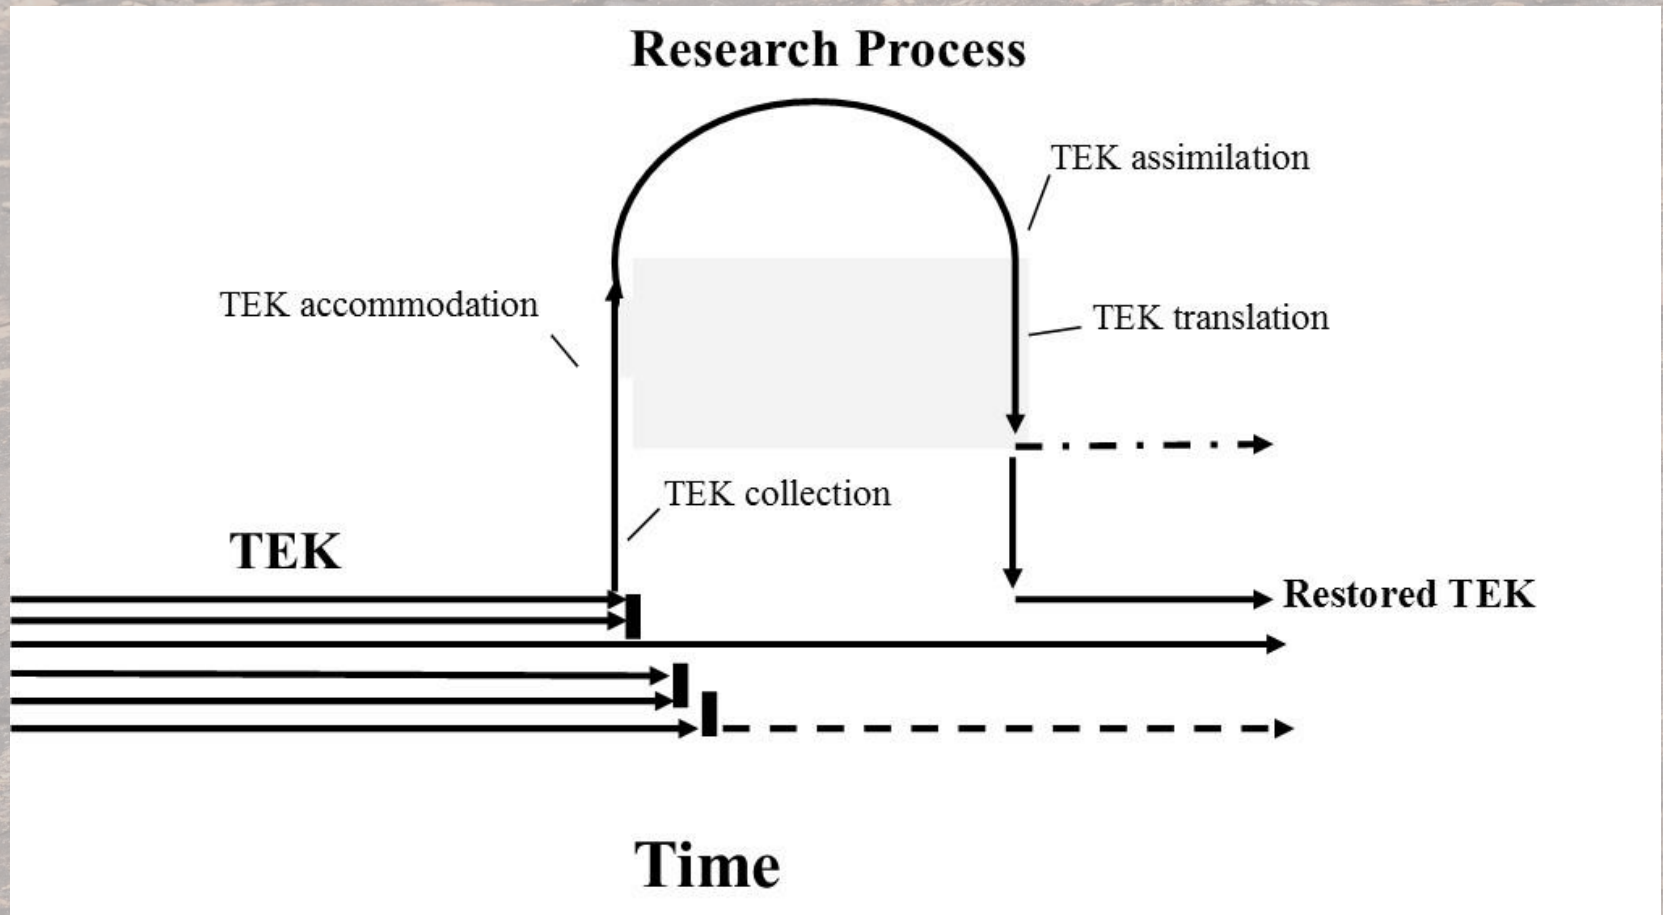 Research Process
TEK assimilation
TEK accommodation
TEK translation
TEK collection
TEK
Restored TEK
Time